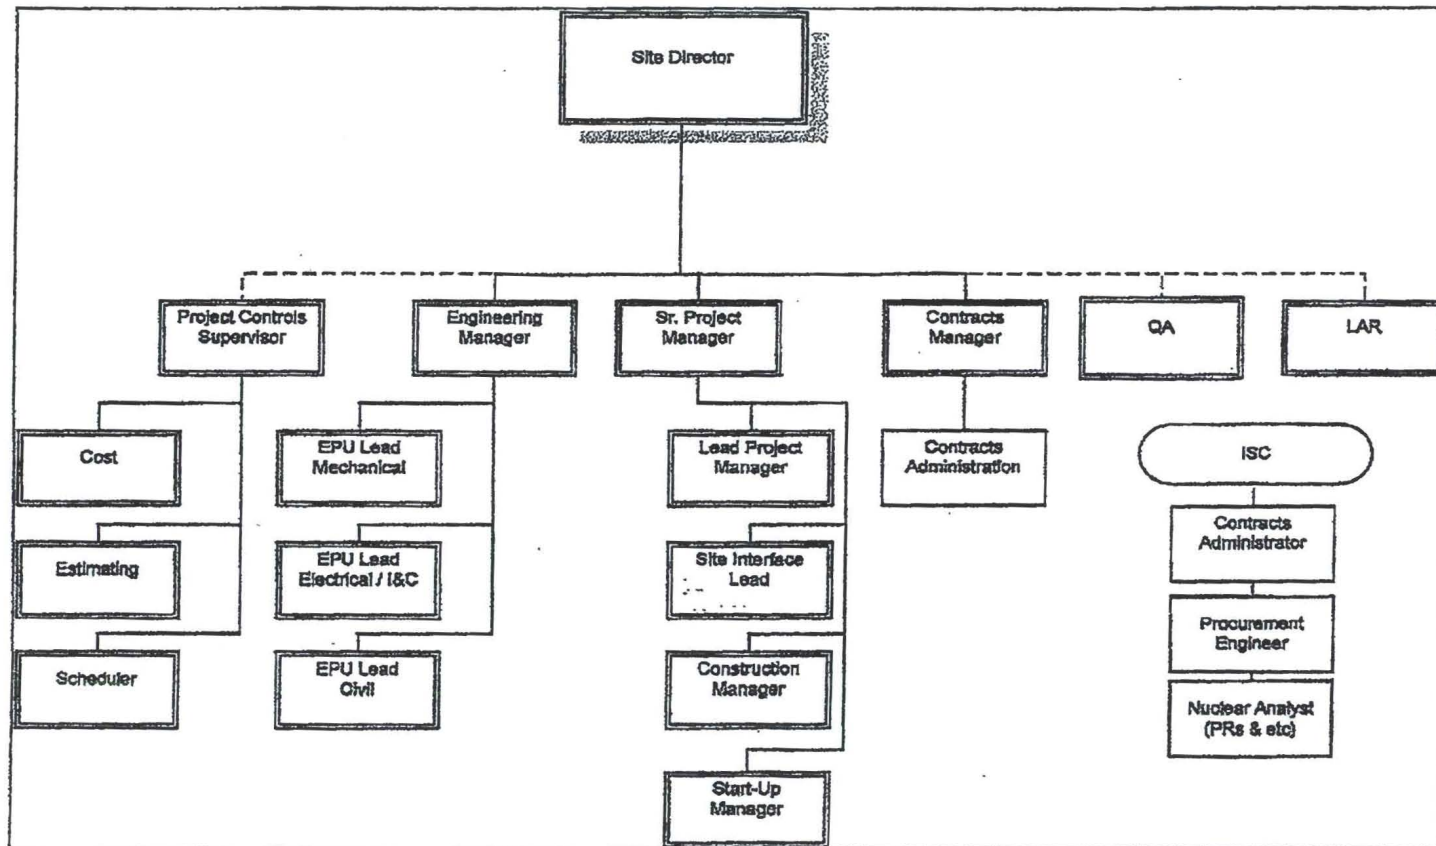 Site Director
Project Controls
Supervisor
Engineering
Manager
Sr. Project
Manager
Contracts
Manager
QA
LAR
Cost
EPU Lead
Mechanical
Lead Project
Manager
Contracts
Administration
ISC
Contracts
Administrator
Estimating
EPU Lead
Electrical / I&C
Site Interface
Lead
Procurement
Engineer
Scheduler
EPU Lead
Civil
Construction
Manager
Nuclear Analyst
(PRs & etc)
Start-Up
Manager